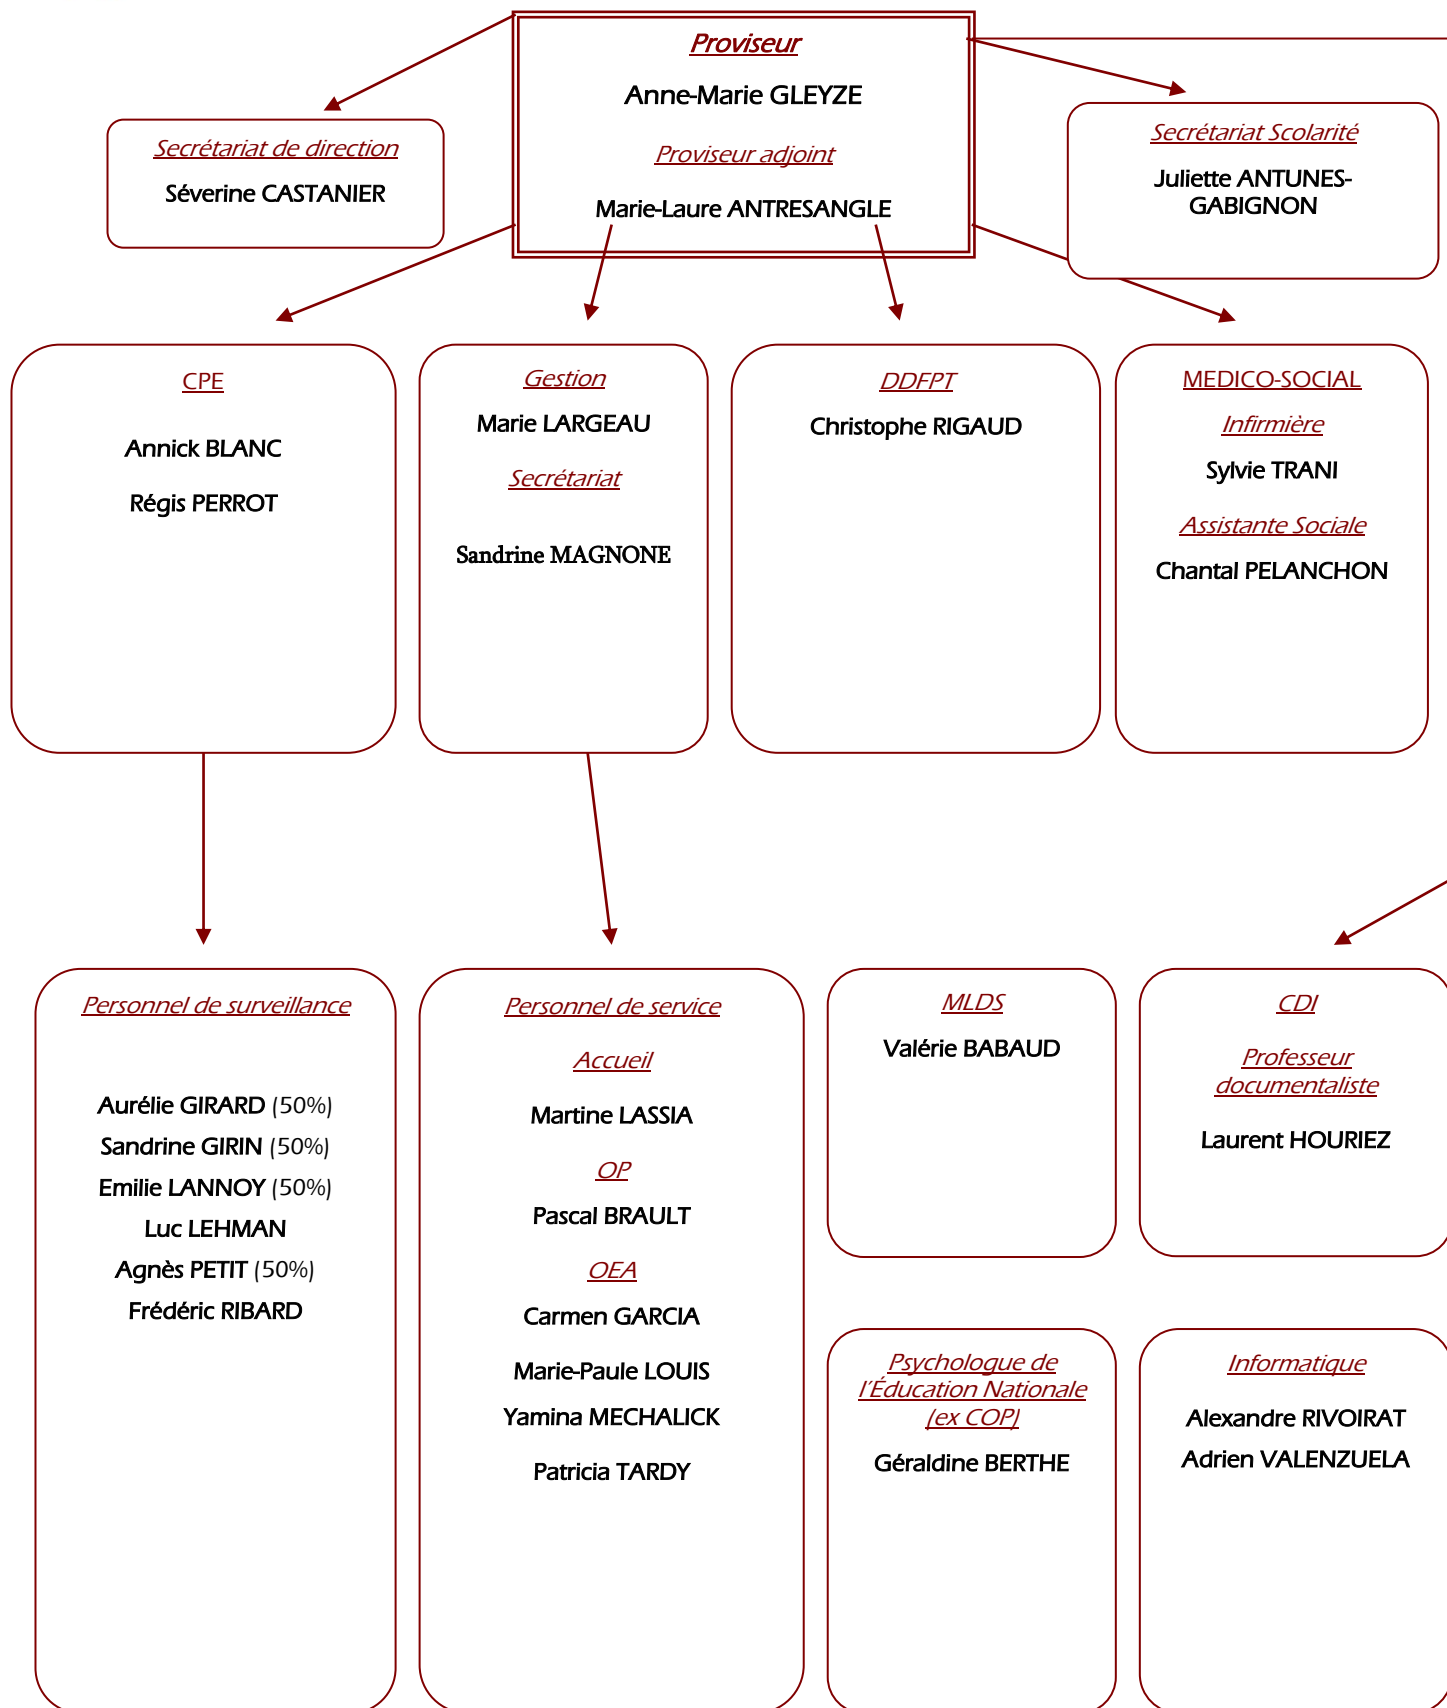 Proviseur
Anne-Marie GLEYZE
Proviseur adjoint
Marie-Laure ANTRESANGLE
Secrétariat de direction
Séverine CASTANIER
Secrétariat Scolarité
Juliette ANTUNES-
GABIGNON
CPE
Annick BLANC
Régis PERROT
Gestion
Marie LARGEAU
Secrétariat
Sandrine MAGNONE
DDFPT
Christophe RIGAUD
MEDICO-SOCIAL
Infirmière
Sylvie TRANI
Assistante Sociale
Chantal PELANCHON
Personnel de surveillance
Aurélie GIRARD (50%)
Sandrine GIRIN (50%)
Emilie LANNOY (50%)
Luc LEHMAN
Agnès PETIT (50%)
Frédéric RIBARD
Personnel de service
Accueil
Martine LASSIA
OP
Pascal BRAULT
OEA
Carmen GARCIA
Marie-Paule LOUIS
Yamina MECHALICK
Patricia TARDY
MLDS
Valérie BABAUD
CDI
Professeur
documentaliste
Laurent HOURIEZ
Psychologue de
l'Éducation Nationale
(ex COP)
Géraldine BERTHE
Informatique
Alexandre RIVOIRAT
Adrien VALENZUELA